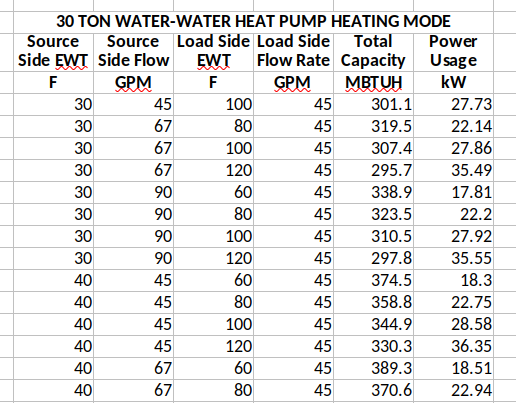 30 TON WATER-WATER HEAT PUMP HEATING MODE
Source Source Load Side Load Side Total Power
Side EWT Side Flow EWT Flow Rate Capacity Usage
F GPM F GPM MBTUH kW
30 45 100 45 301.1 27.73
30 67 80 45 319.5 22.14
30 67 100 45 307.4 27.86
30 67 120 45 295.7 35.49
30 90 60 45 338.9 17.81
30 90 80 45 323.5 22.2
30 90 100 45 310.5 27.92
30 90 120 45 297.8 35.55
40 45 60 45 374.5 18.3
40 45 80 45 358.8 22.75
40 45 100 45 344.9 28.58
40 45 120 45 330.3 36.35
40 67 60 45 389.3 18.51
40 67 80 45 370.6 22.94